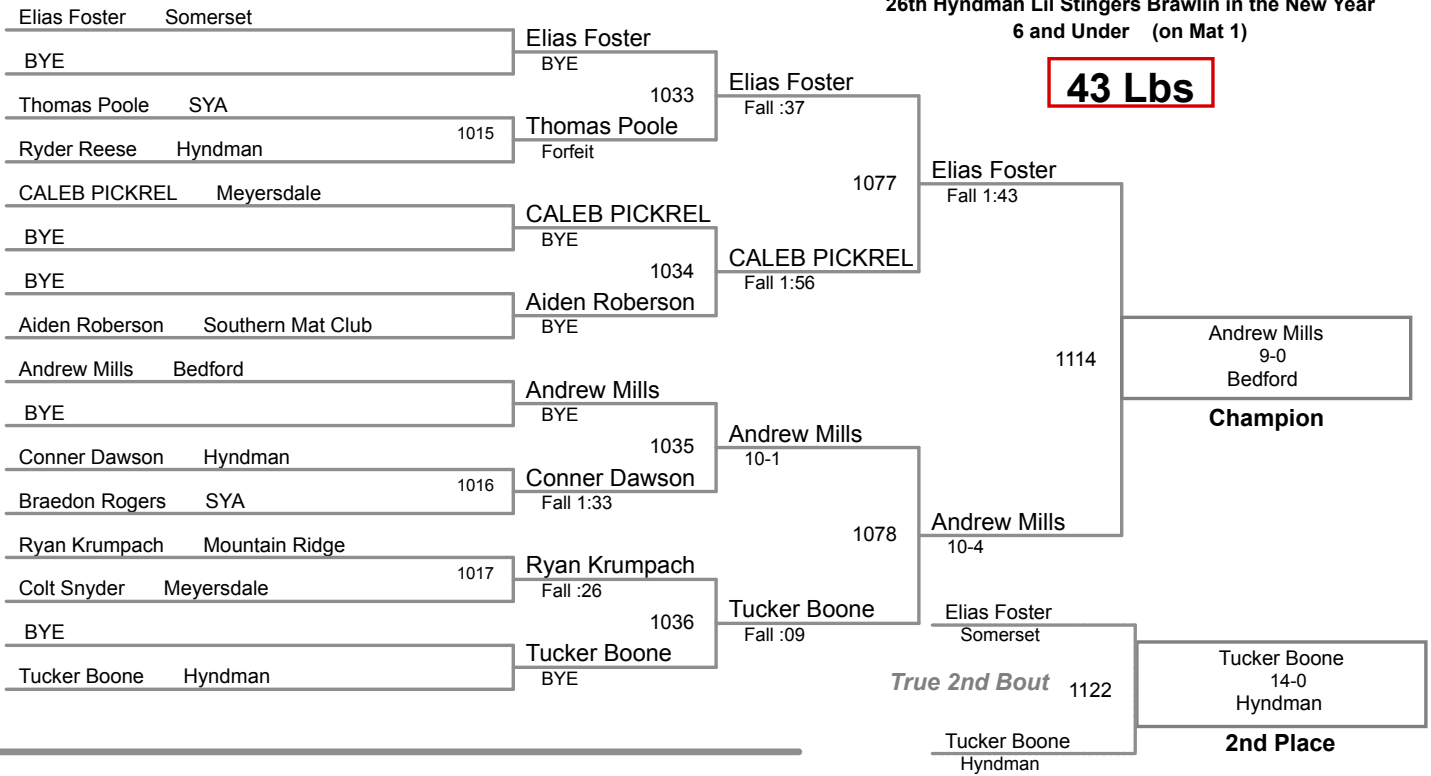 26th Hyndman Lil Stingers Brawlin in the New Year
6 and Under (on Mat 1)
43 Lbs
Elias Foster Somerset
BYE
Thomas Poole SYA
Ryder Reese Hyndman
1015
CALEB PICKREL Meyersdale
BYE
BYE
Aiden Roberson Southern Mat Club
Andrew Mills Bedford
BYE
Conner Dawson Hyndman
Braedon Rogers SYA
1016
Ryan Krumpach Mountain Ridge
Colt Snyder Meyersdale
1017
BYE
Tucker Boone Hyndman
Elias Foster
BYE
1033
Thomas Poole
Forfeit
CALEB PICKREL
BYE
1034
Aiden Roberson
BYE
Andrew Mills
BYE
1035
Conner Dawson
Fall 1:33
Ryan Krumpach
Fall :26
1036
Tucker Boone
BYE
Elias Foster
Fall :37
1077
CALEB PICKREL
Fall 1:56
Andrew Mills
10-1
1078
Tucker Boone
Fall :09
Elias Foster
Fall 1:43
1114
Andrew Mills
10-4
Andrew Mills
9-0
Bedford
Champion
Elias Foster
Somerset
True 2nd Bout 1122
Tucker Boone
Hyndman
Tucker Boone
14-0
Hyndman
2nd Place